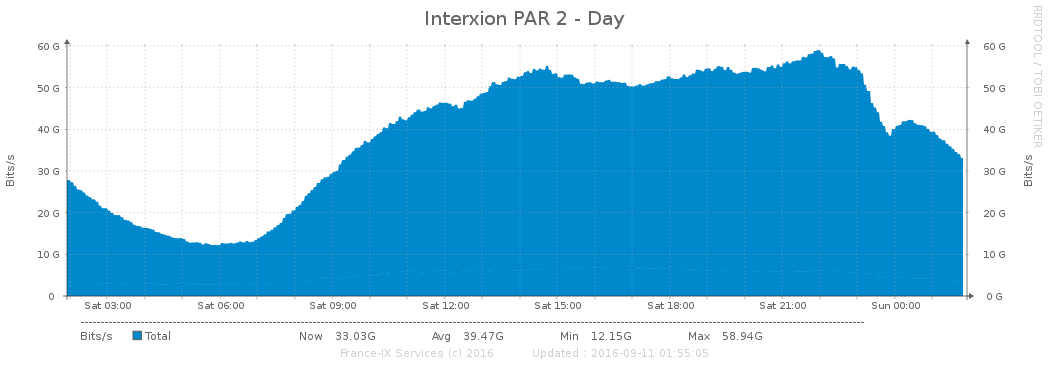 Interxion PAR 2 - Day
RRDTOOL / TOBI OETIKER
Bits/s
60 G
50 G
40 G
30 G
20 G
10 G
0
60 G
50 G
40 G
30 G
20 G
10 G
0 G
Bits/s
Sat 03:00 Sat 06:00 Sat 09:00 Sat 12:00 Sat 15:00 Sat 18:00 Sat 21:00 Sun 00:00
Bits/s Total Now 33.03G Avg 39.47G Min 12.15G Max 58.94G
France-IX Services (c) 2016 Updated : 2016-09-11 01:55:05